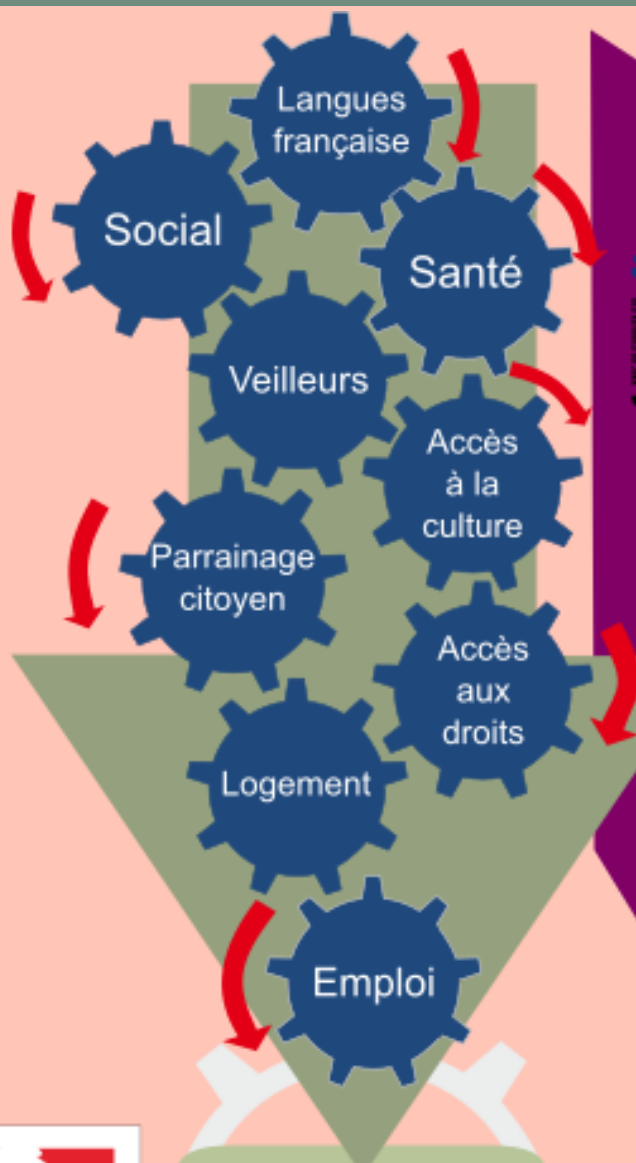 Langues
française
Social
Santé
Veilleurs
Accès
à la
culture
Parrainage
citoyen
Accès
aux
droits
Logement
Emploi